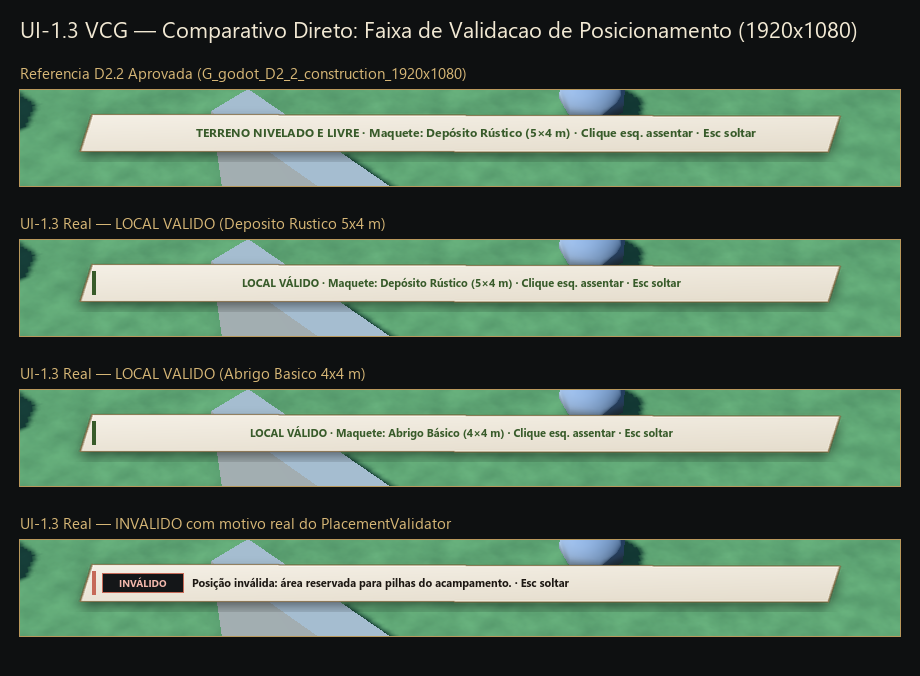 UI-1.3 VCG — Comparativo Direto: Faixa de Validacao de Posicionamento (1920x1080)
Referencia D2.2 Aprovada (G_godot_D2_2_construction_1920x1080)
TERRENO NIVELADO E LIVRE · Maquete: Depósito Rústico (5×4 m) · Clique esq. assentar · Esc soltar
UI-1.3 Real — LOCAL VALIDO (Deposito Rustico 5x4 m)
LOCAL VÁLIDO · Maquete: Depósito Rústico (5×4 m) · Clique esq. assentar · Esc soltar
UI-1.3 Real — LOCAL VALIDO (Abrigo Basico 4x4 m)
LOCAL VÁLIDO · Maquete: Abrigo Básico (4×4 m) · Clique esq. assentar · Esc soltar
UI-1.3 Real — INVALIDO com motivo real do PlacementValidator
INVÁLIDO Posição inválida: área reservada para pilhas do acampamento. · Esc soltar